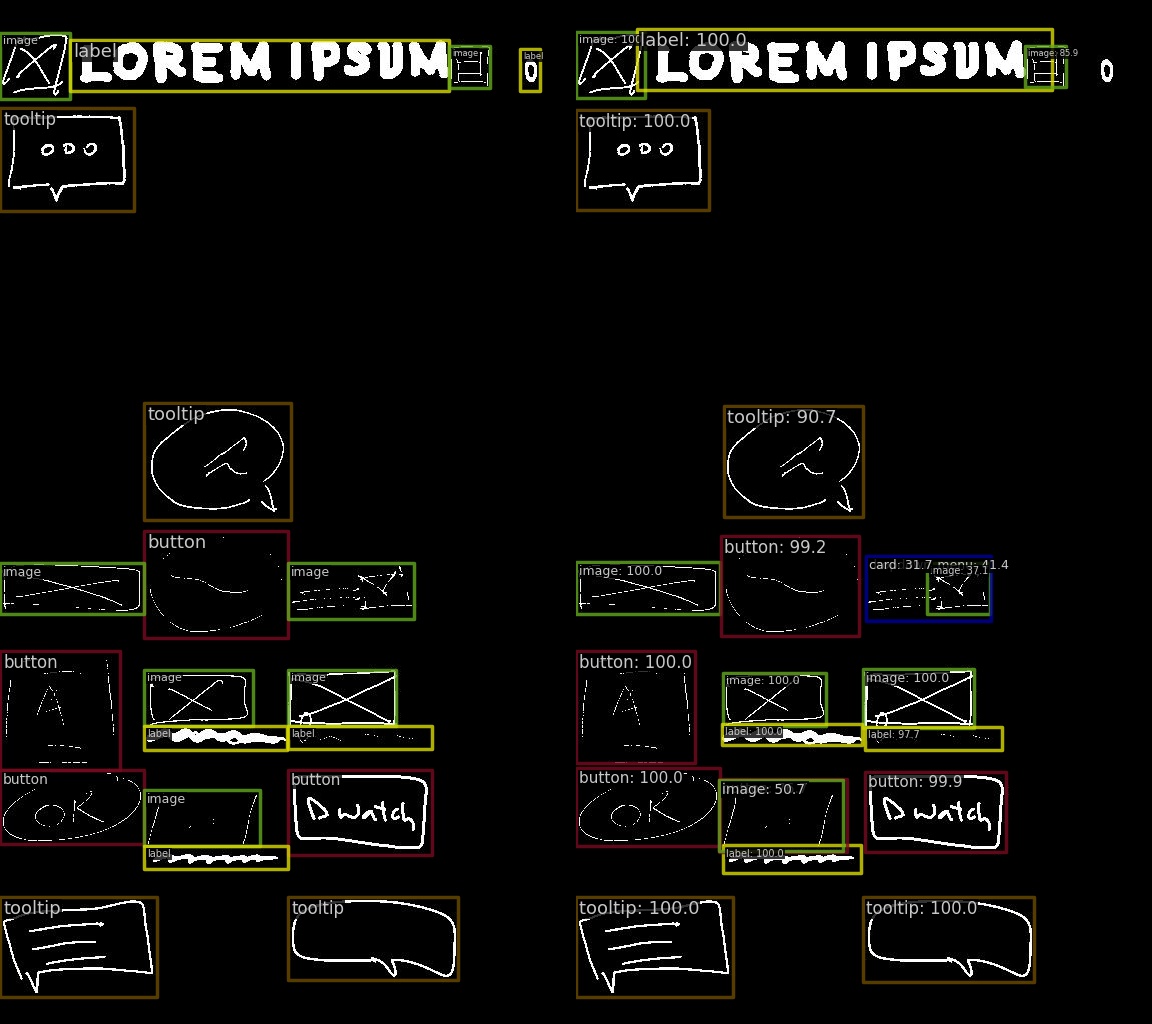 image label LOREM IPSUM image label 0
image: 100 label: 100.0 LOREM IPSUM image: 85.9 0
tooltip
tooltip: 100.0
tooltip
tooltip: 90.7
button
button: 99.2
image image
image: 100.0 card: 31.7 menu: 41.4
image: 37.1
button A image image
button: 100.0 A image: 100.0 image: 100.0
label label
label: 100.0 label: 97.7
button OK image button D watch
button: 100.0 OK image: 50.7 button: 99.9 D watch
label
label: 100.0
tooltip tooltip
tooltip: 100.0 tooltip: 100.0